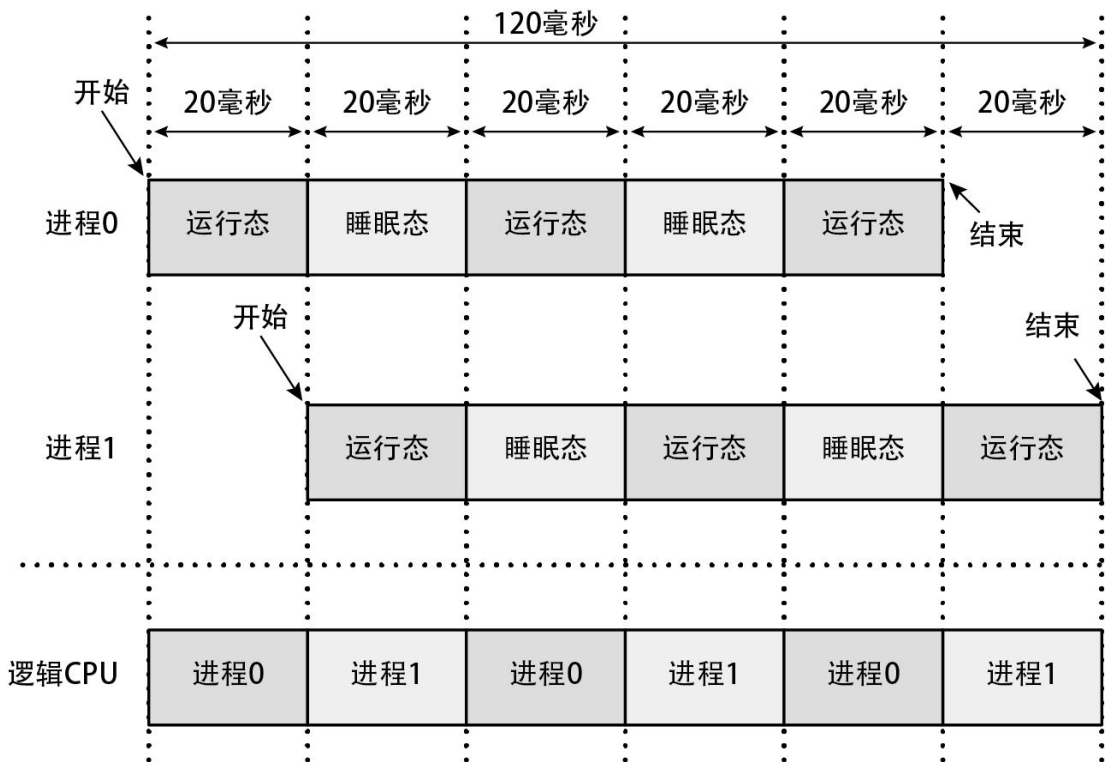 120毫秒
开始
20毫秒 20毫秒 20毫秒 20毫秒 20毫秒 20毫秒
进程0 运行态 睡眠态 运行态 睡眠态 运行态
结束
开始
结束
进程1 运行态 睡眠态 运行态 睡眠态 运行态
逻辑CPU 进程0 进程1 进程0 进程1 进程0 进程1